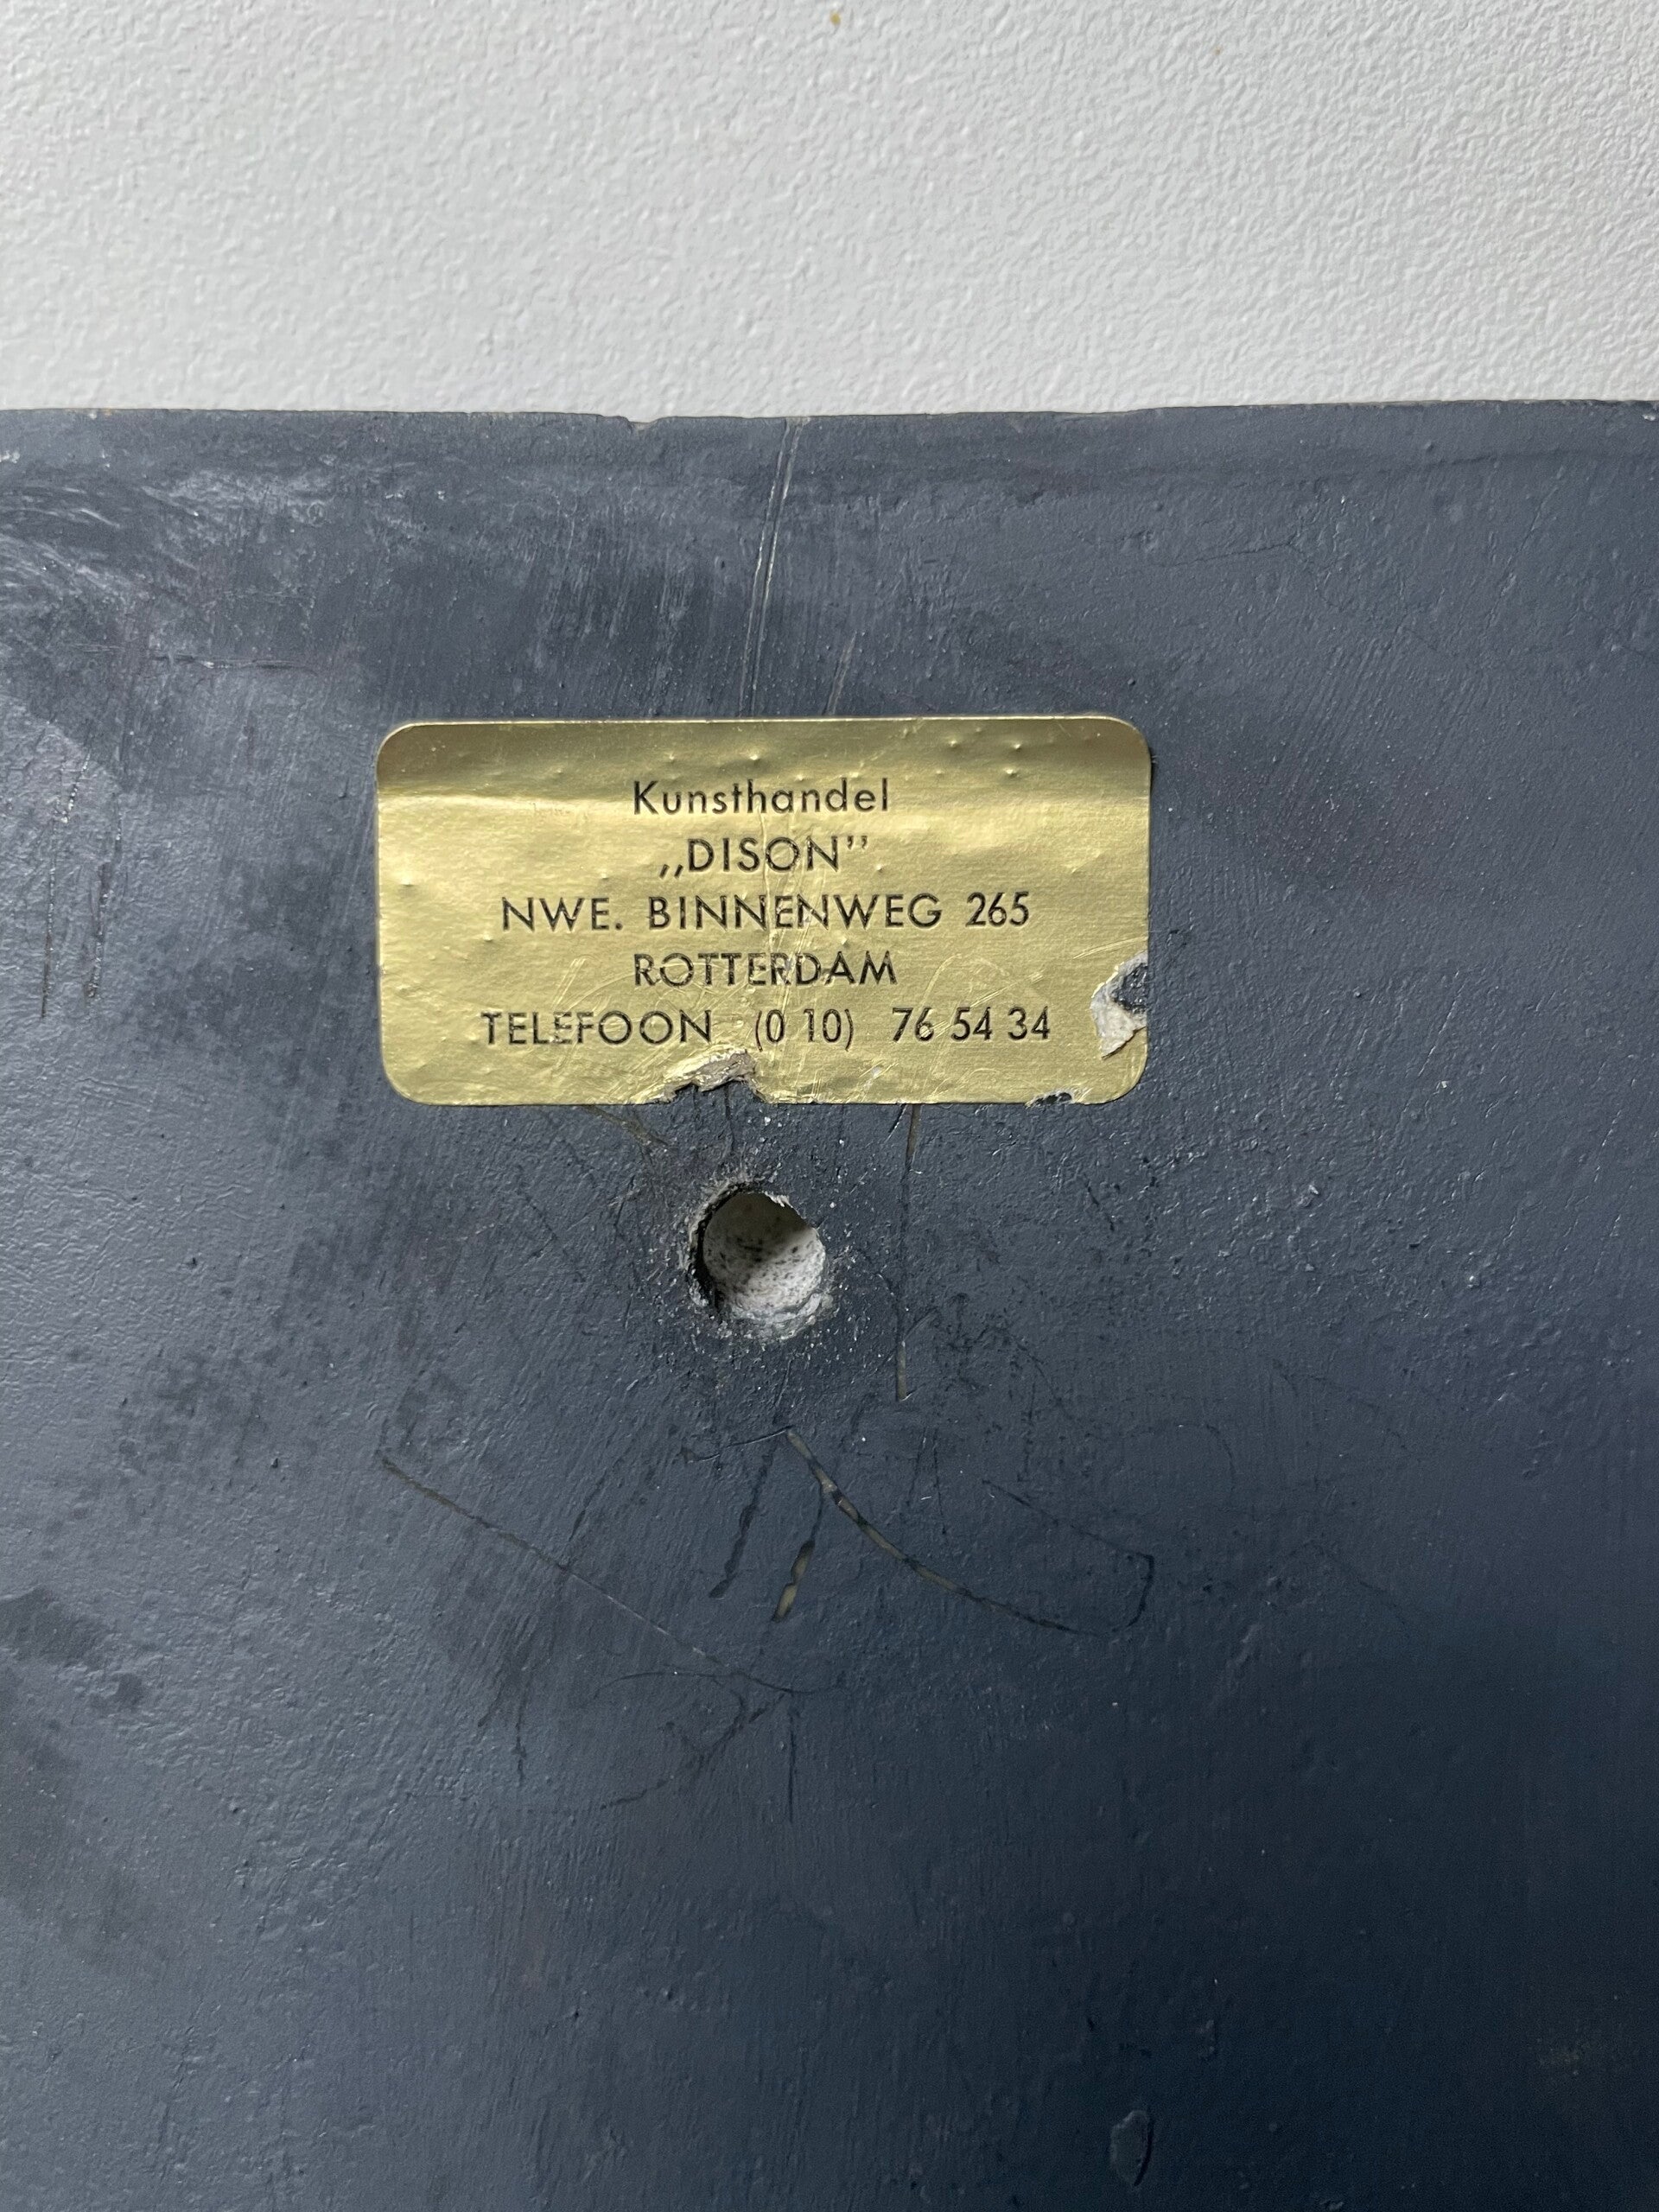 Kunsthandel
„DISON”
NWE. BINNENWEG 265
ROTTERDAM
TELEFOON (0 10) 76 54 34